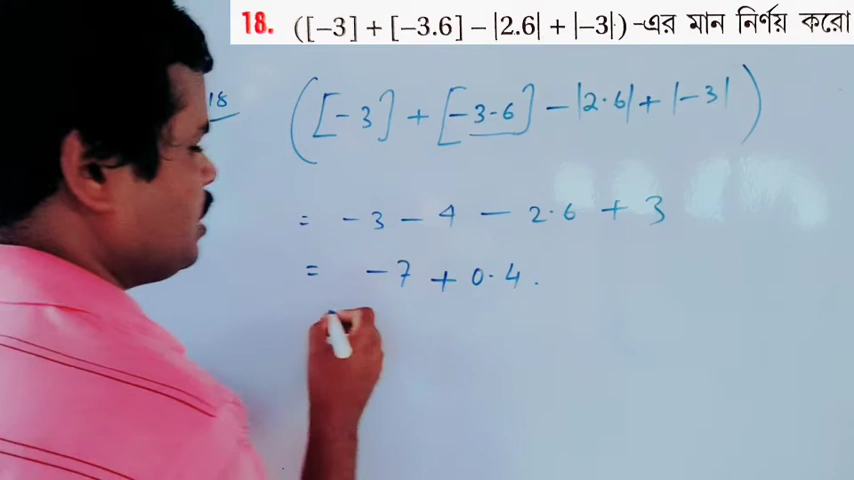 18. ([−3] + [−3.6] − |2.6| + |−3|) -এর মান নির্ণয় করো
18 ([-3] + [-3.6] - |2.6| + |-3|)
= -3 - 4 - 2.6 + 3
= -7 + 0.4.